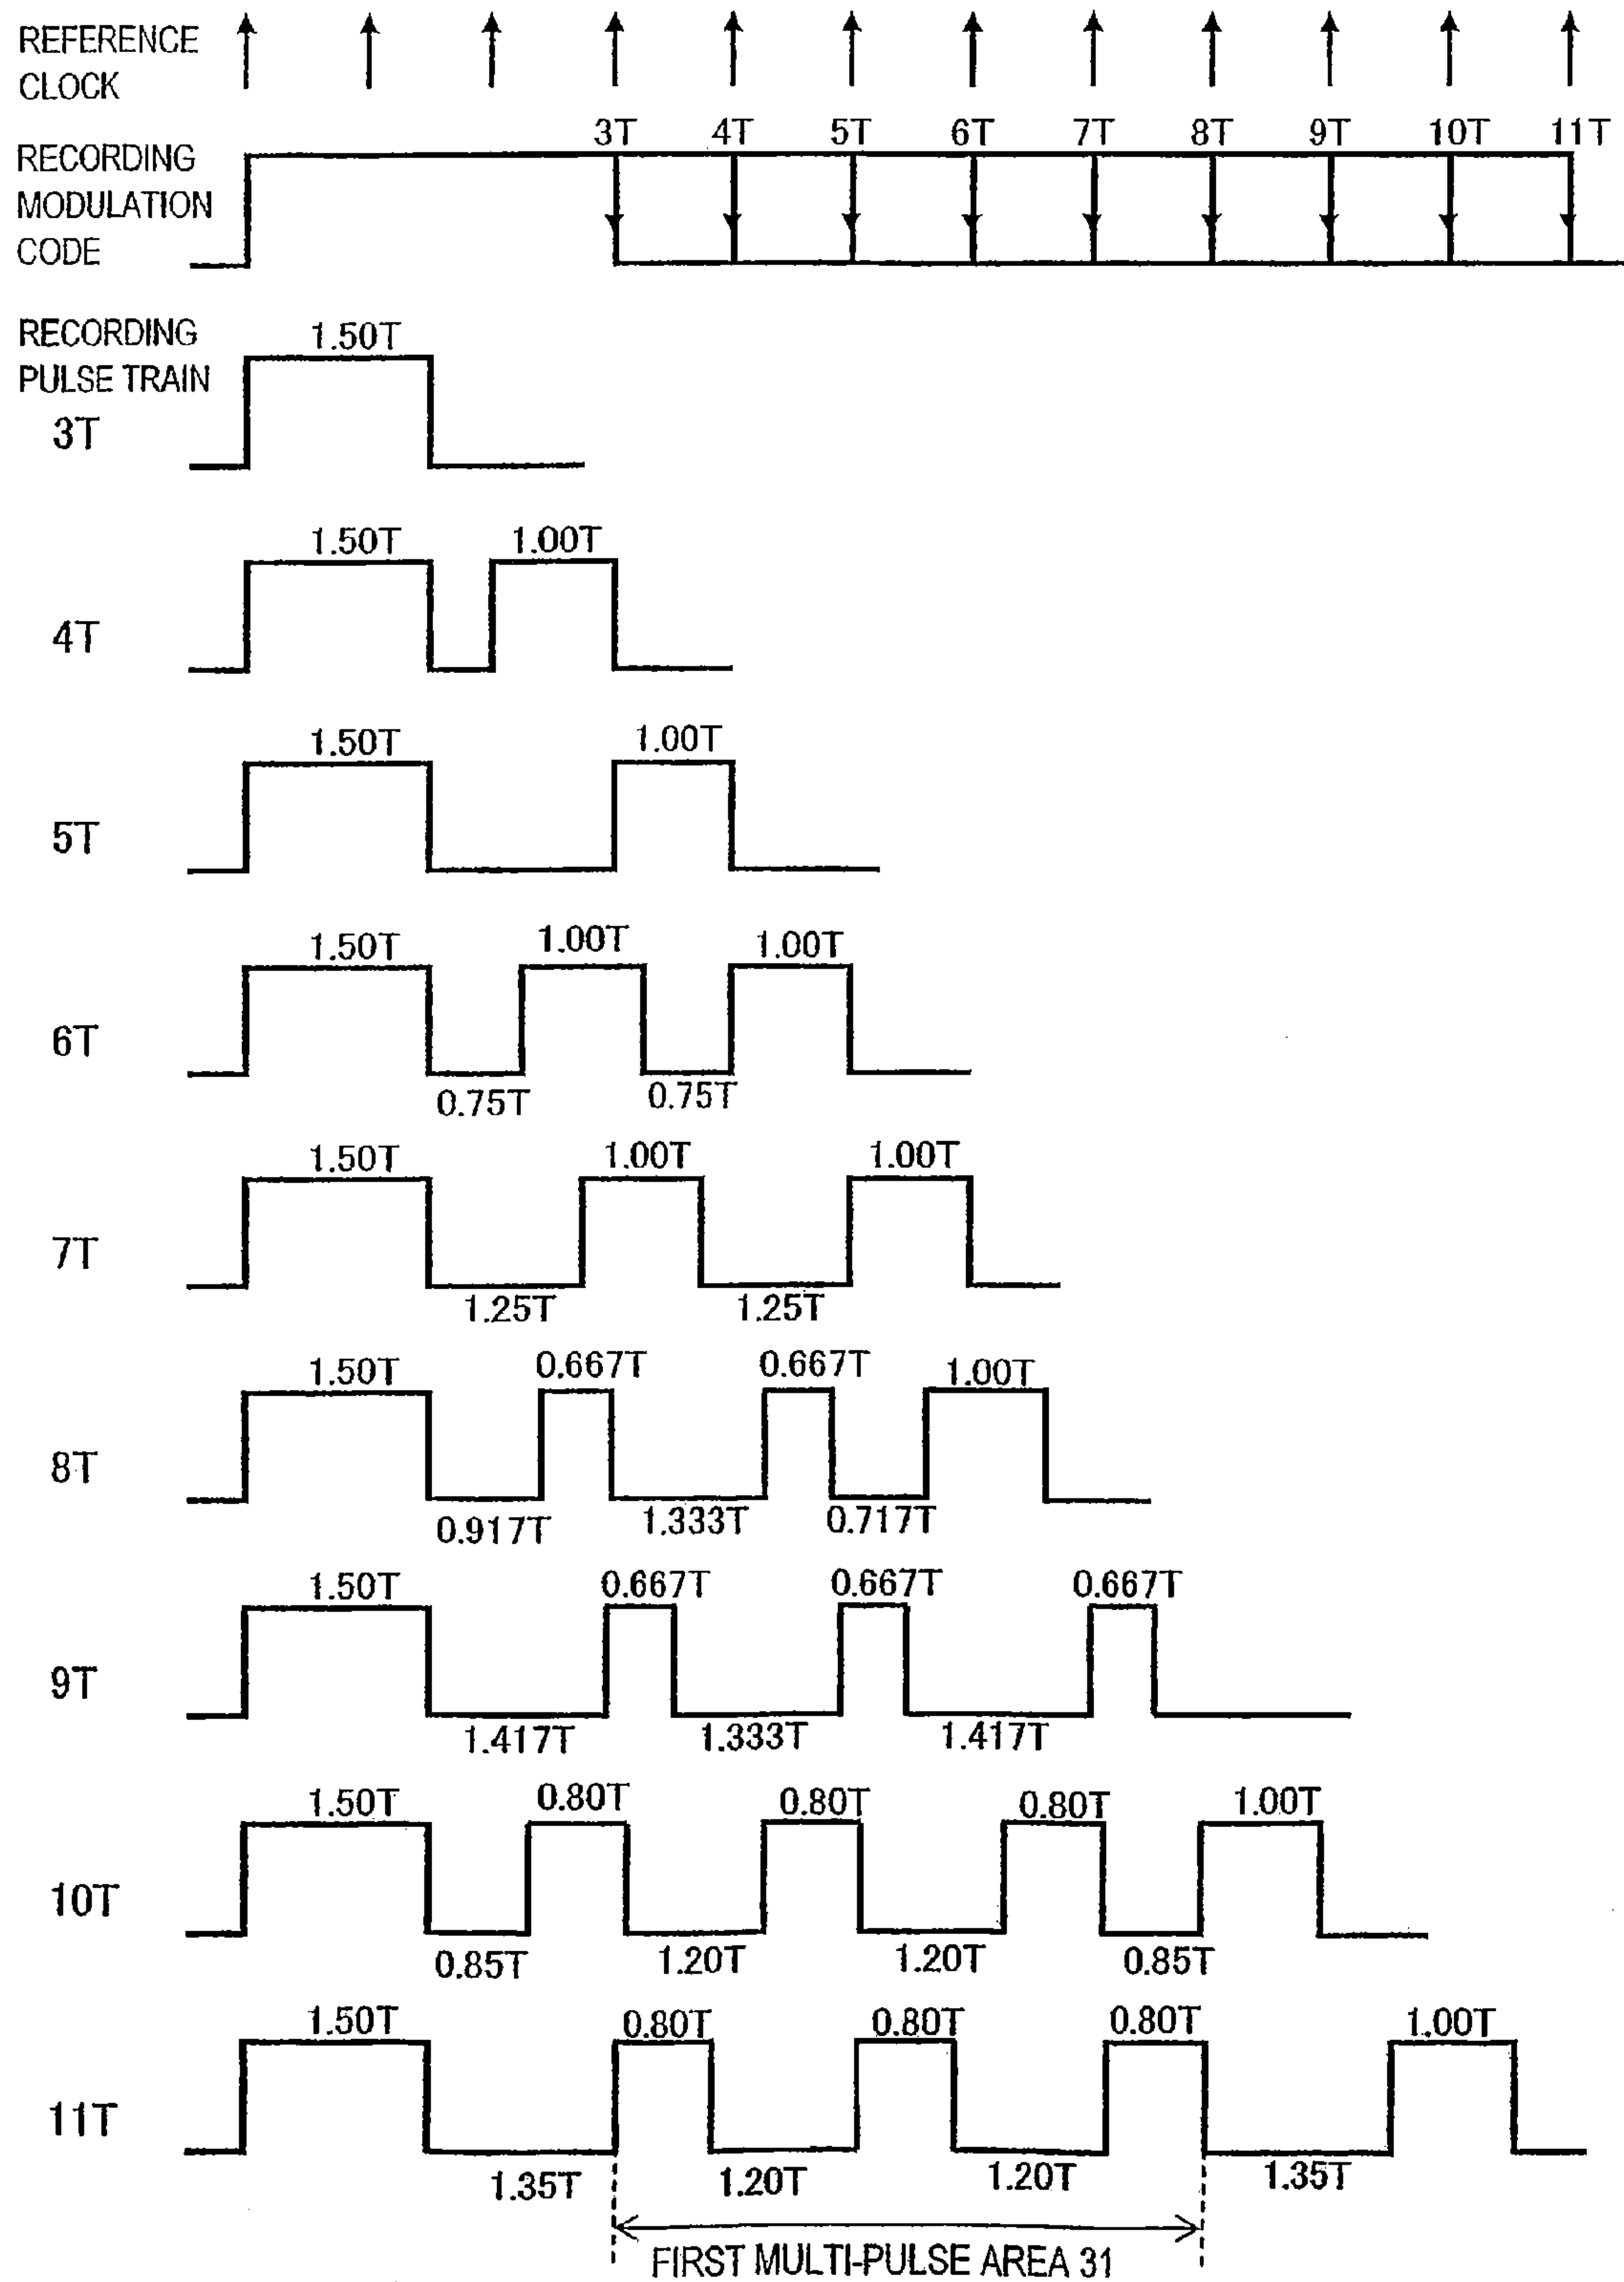 REFERENCE
CLOCK
3T 4T 5T 6T 7T 8T 9T 10T 11T
RECORDING
MODULATION
CODE
RECORDING
PULSE TRAIN
1.50T
3T
1.50T 1.00T
4T
1.50T 1.00T
5T
1.50T 1.00T 1.00T
6T
0.75T 0.75T
1.50T 1.00T 1.00T
7T
1.25T 1.25T
1.50T 0.667T 0.667T 1.00T
8T
0.917T 1.333T 0.717T
1.50T 0.667T 0.667T 0.667T
9T
1.417T 1.333T 1.417T
1.50T 0.80T 0.80T 0.80T 1.00T
10T
0.85T 1.20T 1.20T 0.85T
1.50T 0.80T 0.80T 0.80T 1.00T
11T
1.35T 1.20T 1.20T 1.35T
FIRST MULTI-PULSE AREA 31